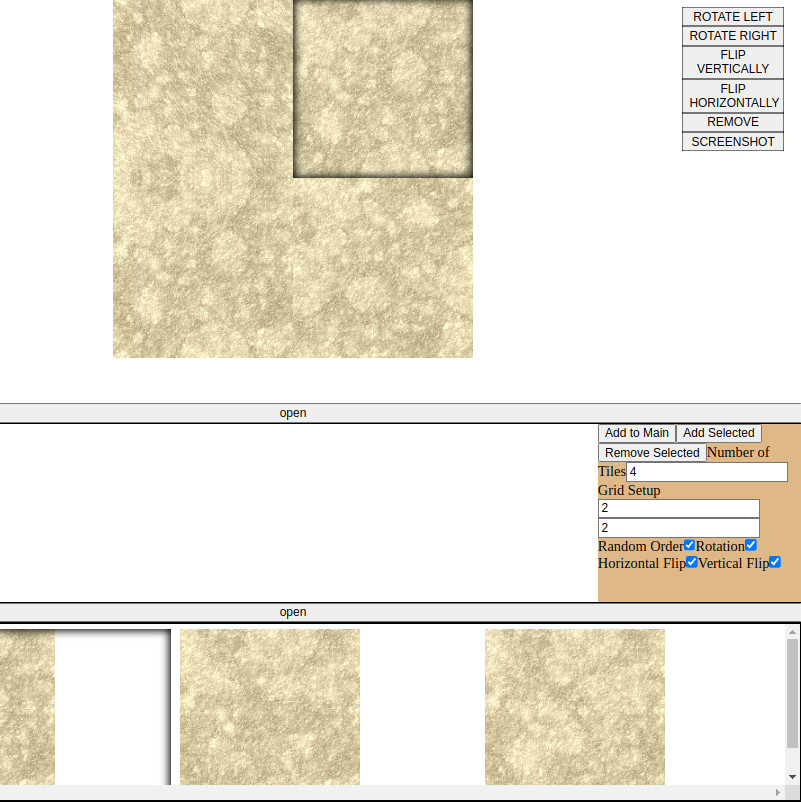 ROTATE LEFT
ROTATE RIGHT
FLIP
VERTICALLY
FLIP
HORIZONTALLY
REMOVE
SCREENSHOT
open
Add to Main Add Selected
Remove Selected Number of
Tiles 4
Grid Setup
2
2
Random Order Rotation
Horizontal Flip Vertical Flip
open